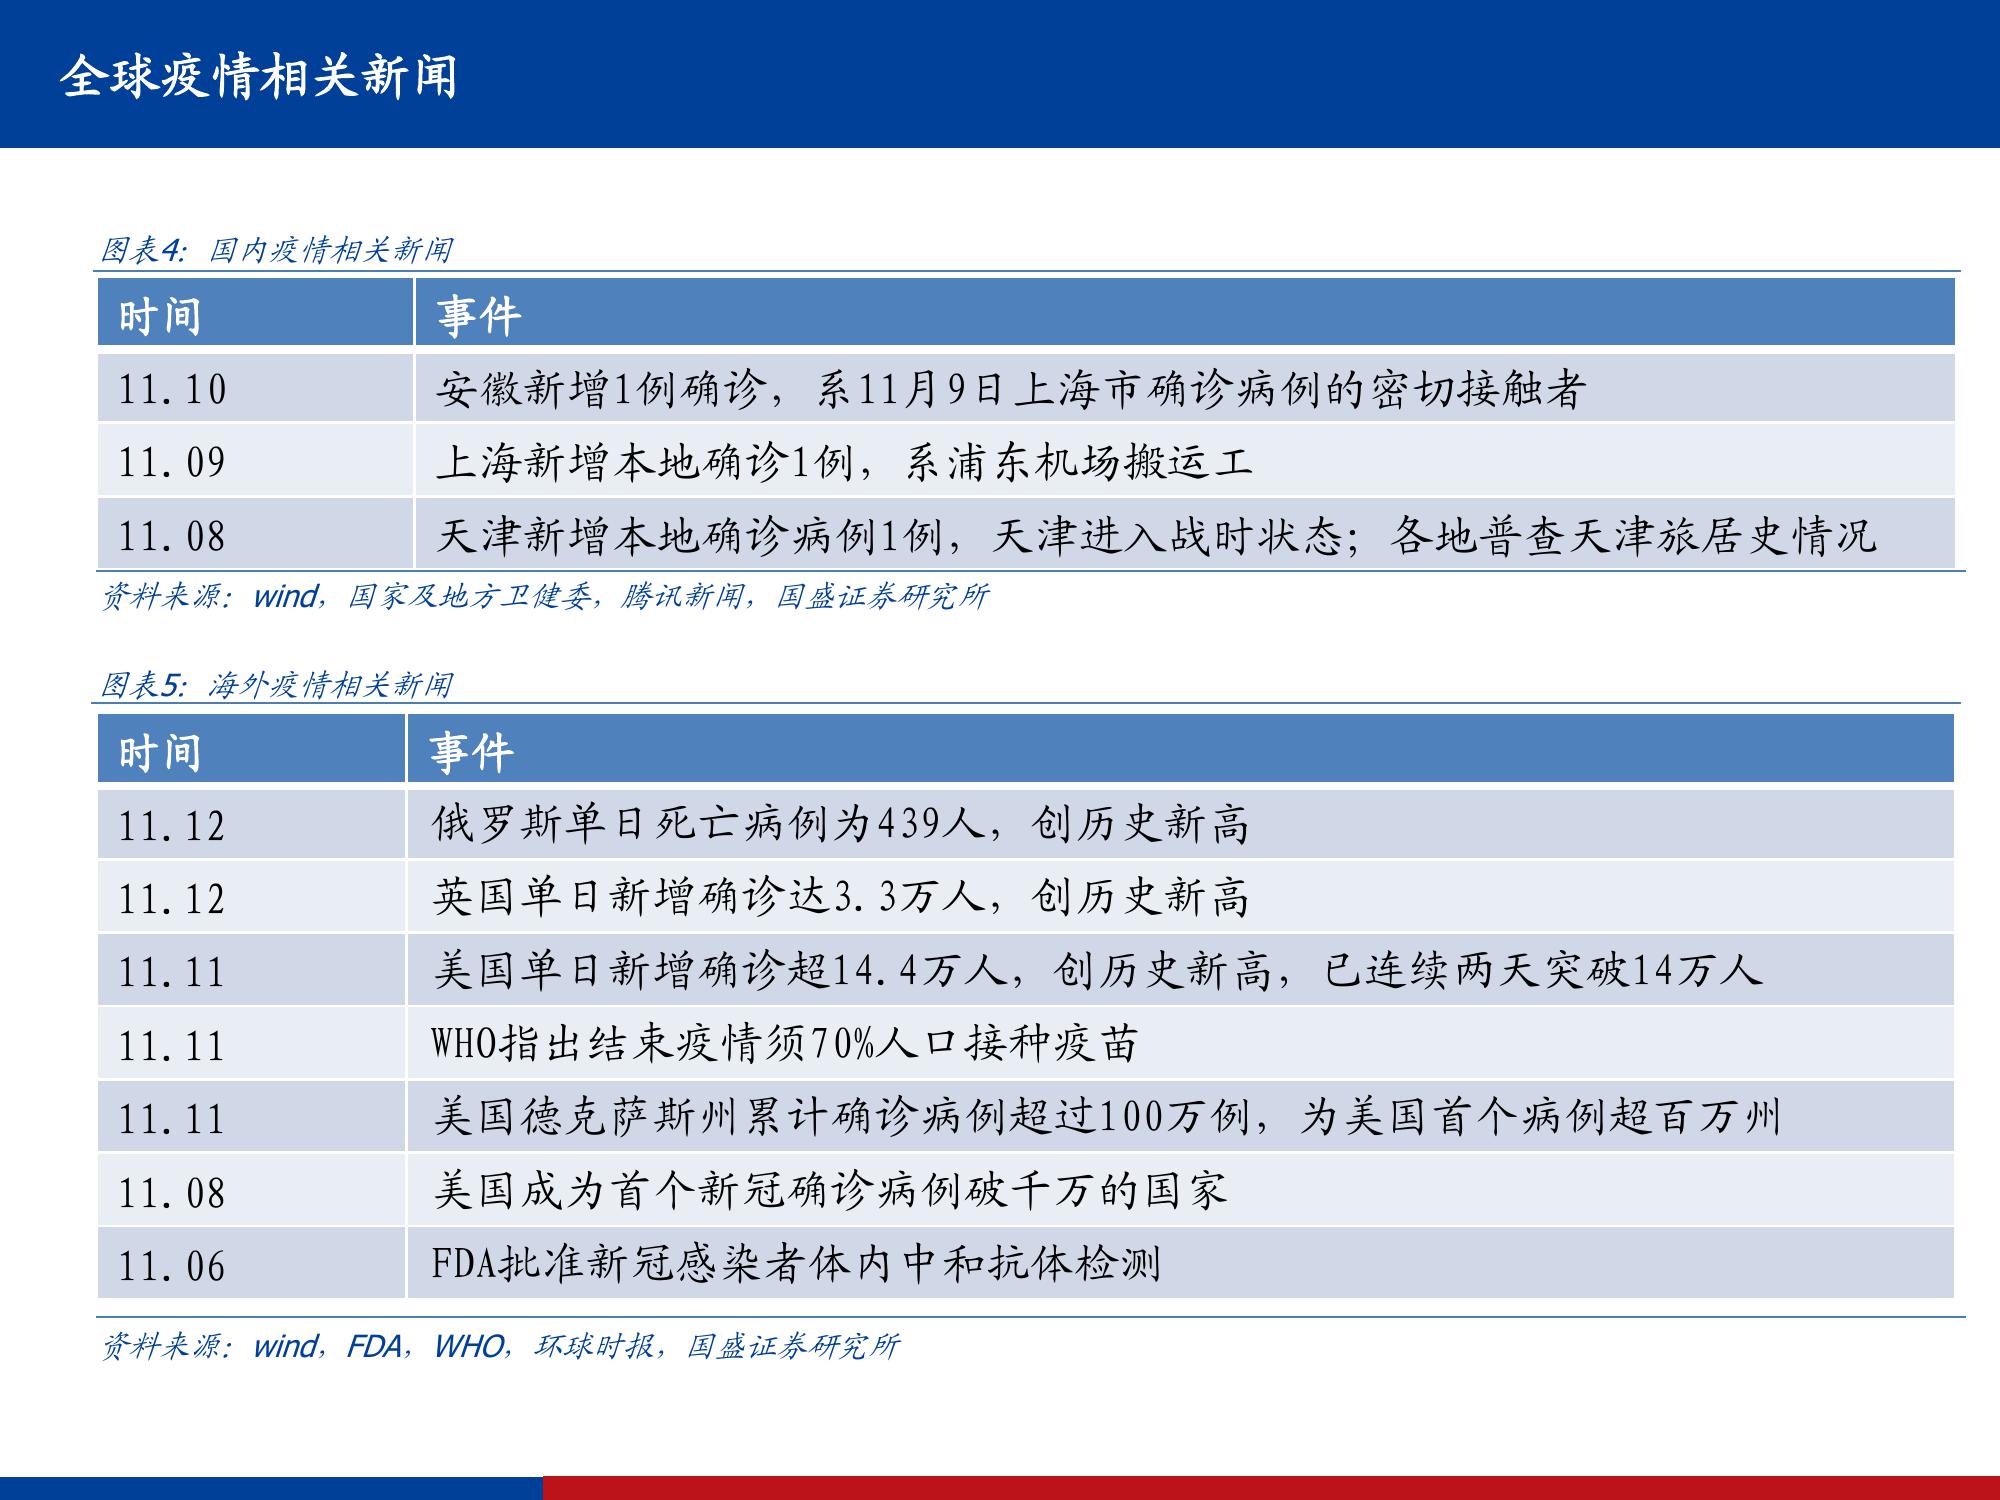 全球疫情相关新闻
图表4：国内疫情相关新闻
时间 事件
11.10 安徽新增1例确诊，系11月9日上海市确诊病例的密切接触者
11.09 上海新增本地确诊1例，系浦东机场搬运工
11.08 天津新增本地确诊病例1例，天津进入战时状态；各地普查天津旅居史情况
资料来源：wind，国家及地方卫健委，腾讯新闻，国盛证券研究所
图表5：海外疫情相关新闻
时间 事件
11.12 俄罗斯单日死亡病例为439人，创历史新高
11.12 英国单日新增确诊达3.3万人，创历史新高
11.11 美国单日新增确诊超14.4万人，创历史新高，已连续两天突破14万人
11.11 WHO指出结束疫情须70%人口接种疫苗
11.11 美国德克萨斯州累计确诊病例超过100万例，为美国首个病例超百万州
11.08 美国成为首个新冠确诊病例破千万的国家
11.06 FDA批准新冠感染者体内中和抗体检测
资料来源：wind，FDA，WHO，环球时报，国盛证券研究所